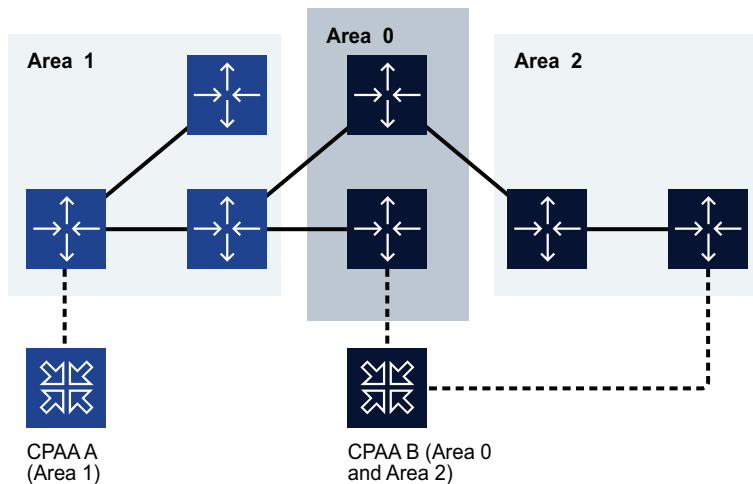 Area 1
Area 0
Area 2
CPAA A
(Area 1)
CPAA B (Area 0
and Area 2)